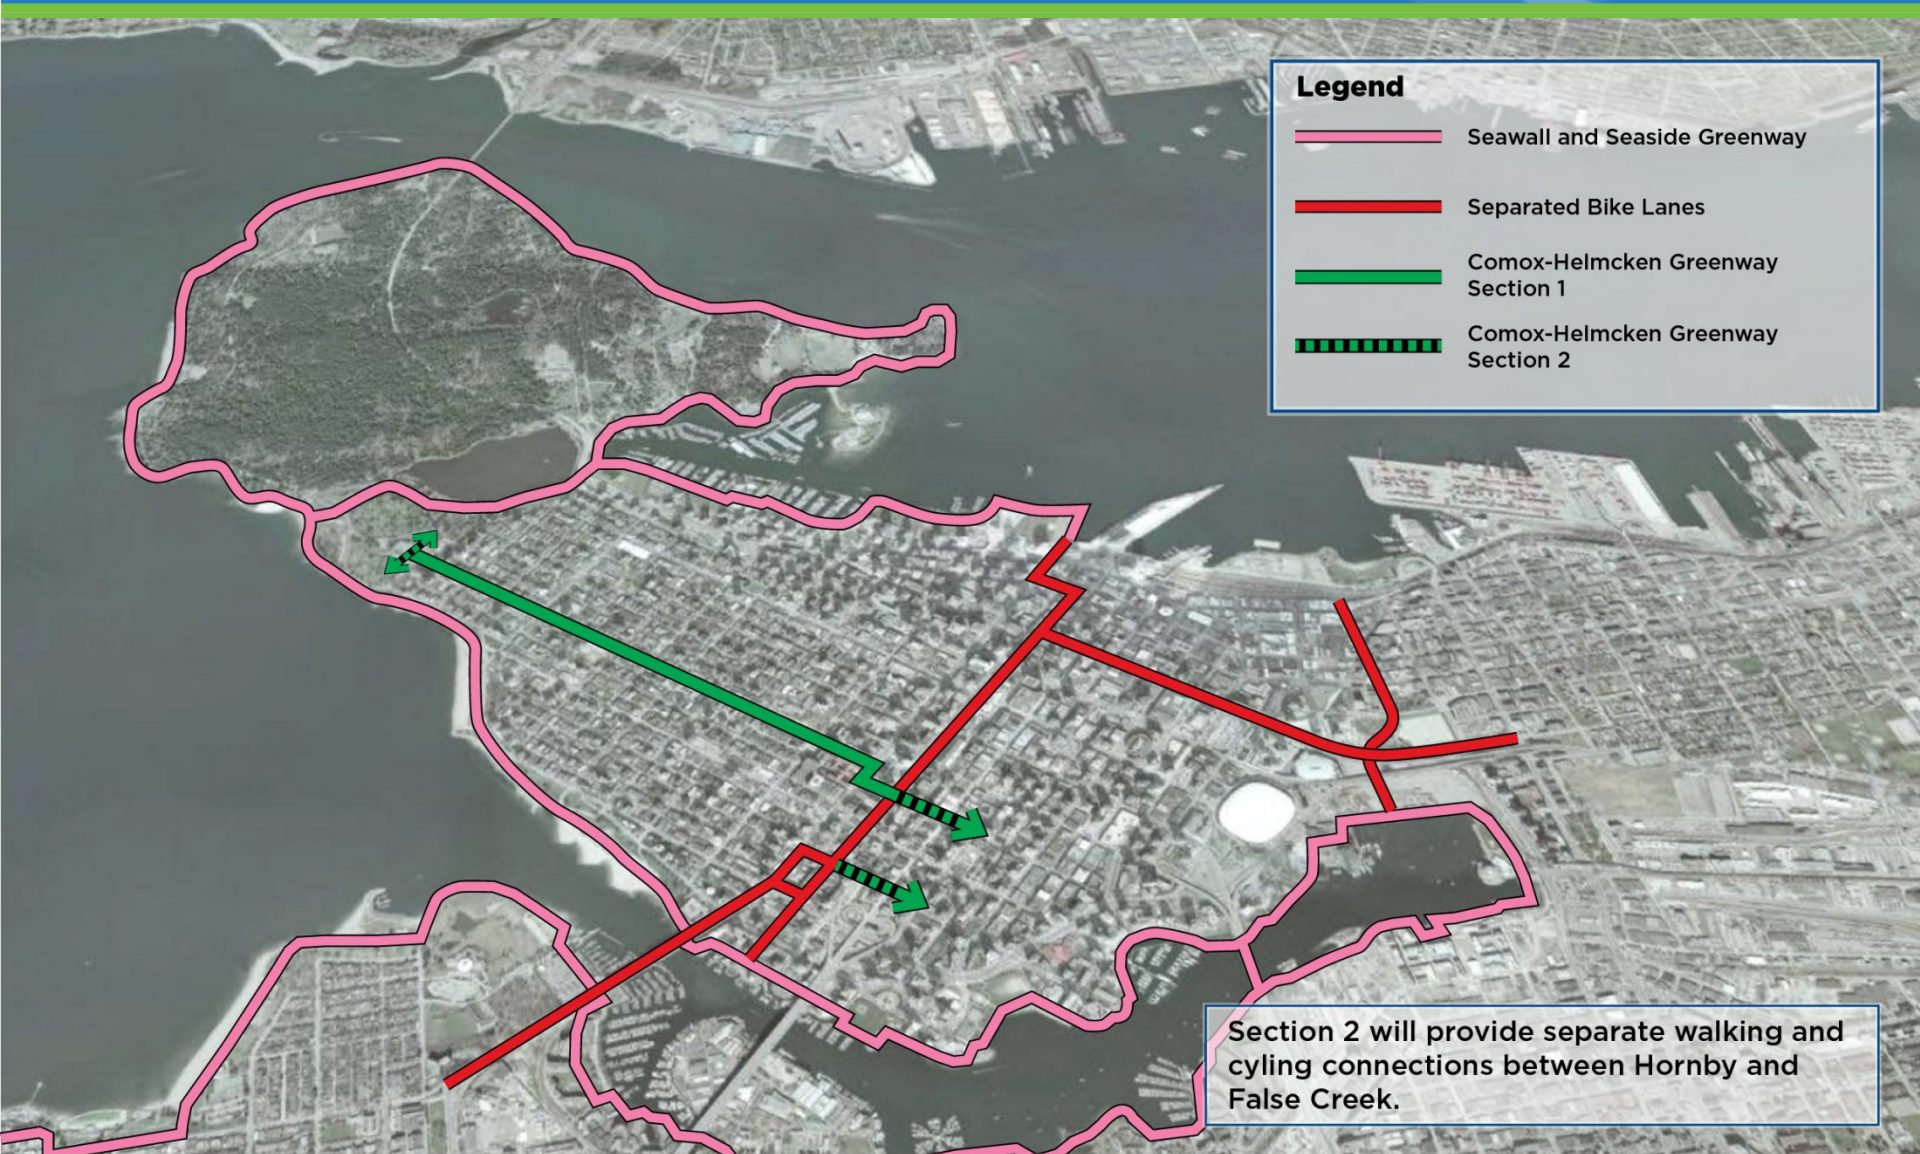 Legend
Seawall and Seaside Greenway
Separated Bike Lanes
Comox-Helmcken Greenway
Section 1
Comox-Helmcken Greenway
Section 2
Section 2 will provide separate walking and
cyling connections between Hornby and
False Creek.